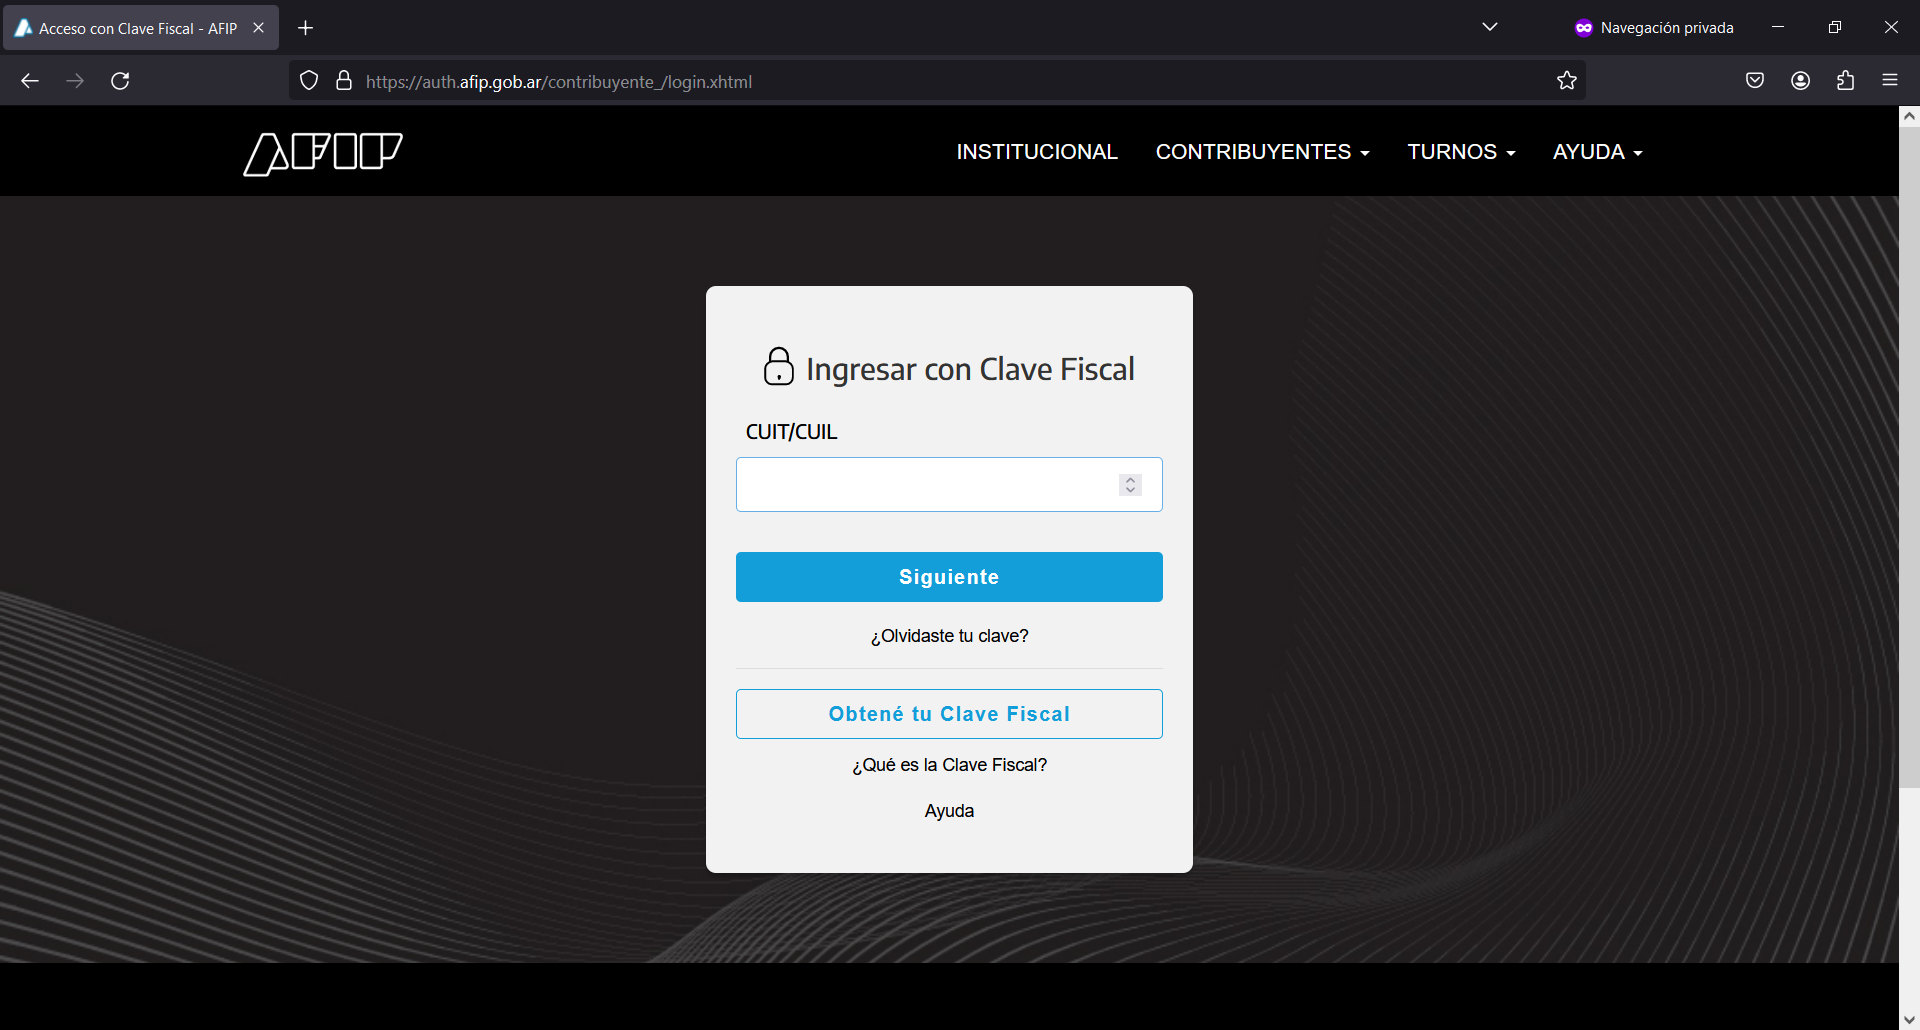 Acceso con Clave Fiscal - AFIP
Navegación privada
https://auth.afip.gob.ar/contribuyente_/login.xhtml
AFIP
INSTITUCIONAL CONTRIBUYENTES TURNOS AYUDA
Ingresar con Clave Fiscal
CUIT/CUIL
Siguiente
¿Olvidaste tu clave?
Obtené tu Clave Fiscal
¿Qué es la Clave Fiscal?
Ayuda